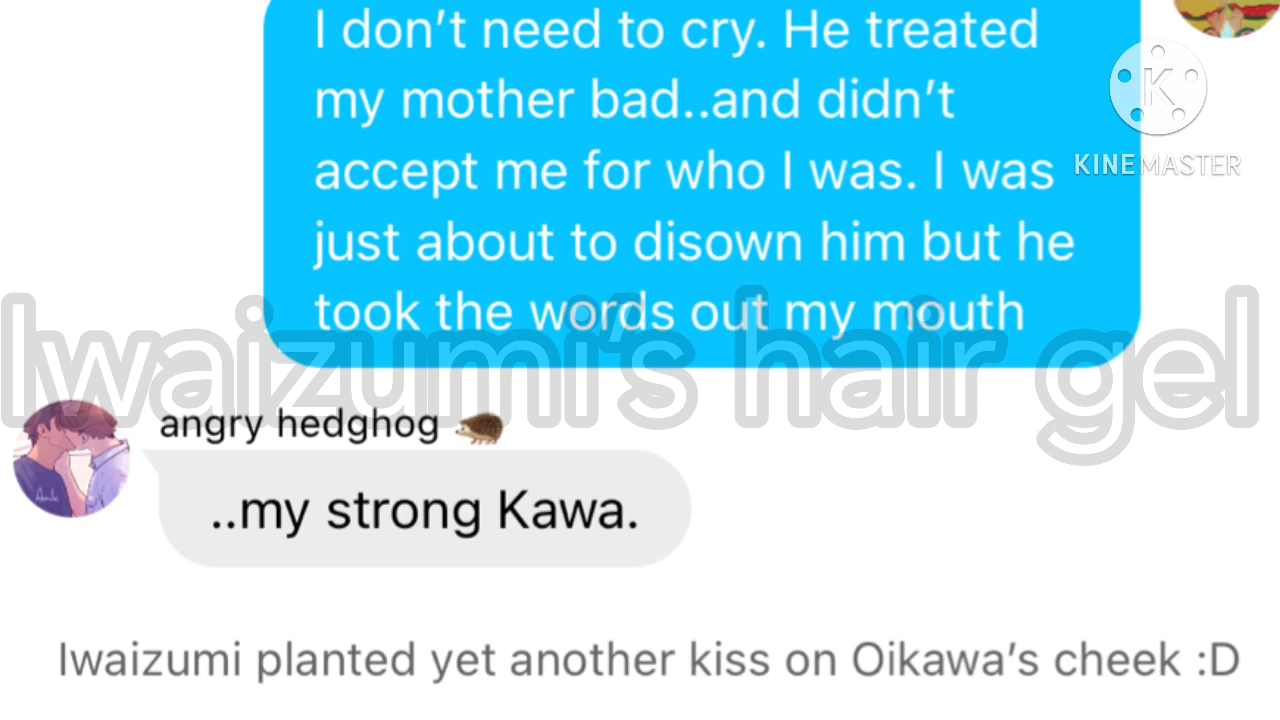 I don’t need to cry. He treated
my mother bad..and didn’t
accept me for who I was. I was
just about to disown him but he
took the words out my mouth
KINEMASTER
Iwaizumi’s hair gel
angry hedghog 🦔
..my strong Kawa.
Iwaizumi planted yet another kiss on Oikawa’s cheek :D